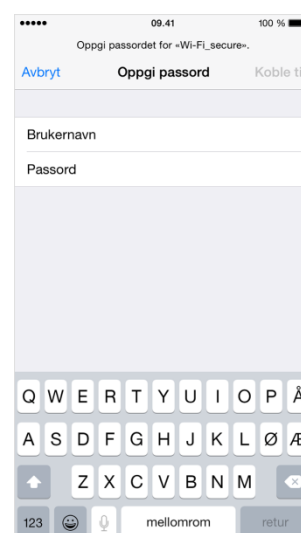 09.41 100 %
Oppgi passordet for «Wi-Fi_secure».
Avbryt Oppgi passord Koble ti
Brukernavn
Passord
Q W E R T Y U I O P Å
A S D F G H J K L Ø Æ
Z X C V B N M
123 mellomrom retur